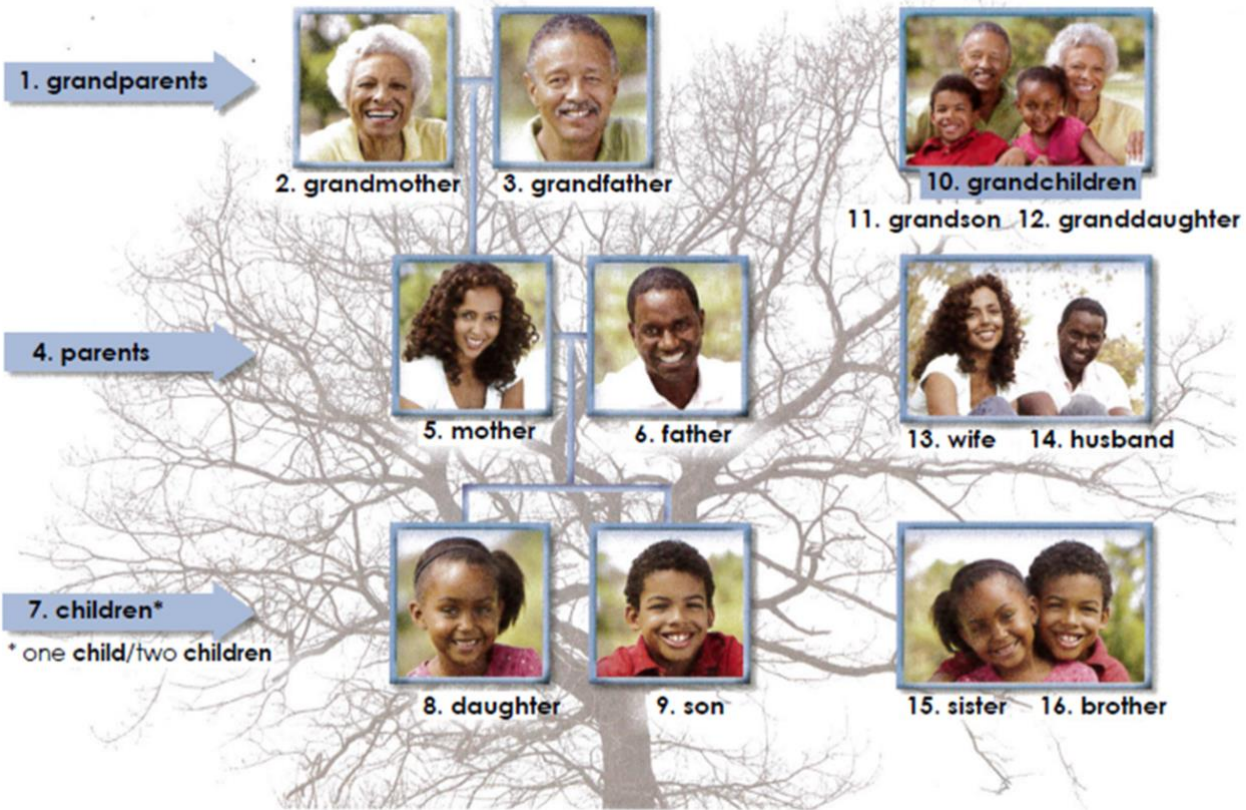 1. grandparents
2. grandmother
3. grandfather
10. grandchildren
11. grandson 12. granddaughter
4. parents
5. mother
6. father
13. wife 14. husband
7. children*
* one child/two children
8. daughter
9. son
15. sister 16. brother